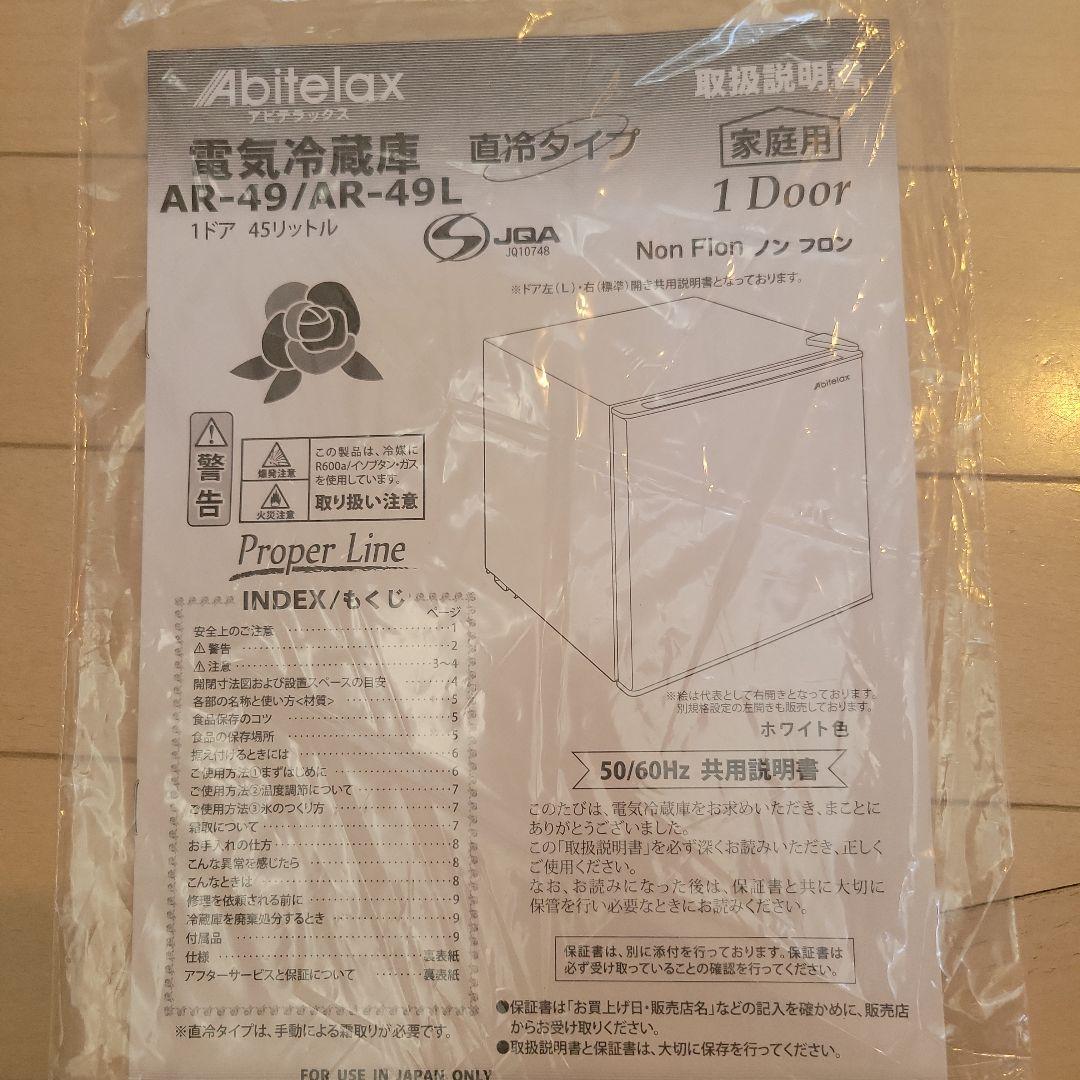 Abitelax
アビテラックス
取扱説明書
電気冷蔵庫
直冷タイプ
家庭用
AR-49/AR-49L
1 Door
1ドア 45リットル
JQA
JQ10748
Non Flon ノン フロン
※ドア左(L)・右(標準)開き共用説明書となっております。
Abitelax
警告
爆発注意
火災注意
この製品は、冷媒に
R600a/イソブタン・ガス
を使用しています。
取り扱い注意
Proper Line
INDEX/もくじ
ページ
安全上のご注意 ‥‥‥‥ 1
⚠警告 ‥‥‥‥ 2
⚠注意 ‥‥‥‥ 3〜4
開閉寸法図および設置スペースの目安 ‥‥‥‥ 4
各部の名称と使い方<材質> ‥‥‥‥ 5
食品保存のコツ ‥‥‥‥ 5
食品の保存場所 ‥‥‥‥ 5
据え付けるときには ‥‥‥‥ 6
ご使用方法①まずはじめに ‥‥‥‥ 6
ご使用方法②温度調節について ‥‥‥‥ 7
ご使用方法③氷のつくり方 ‥‥‥‥ 7
霜取について ‥‥‥‥ 7
お手入れの仕方 ‥‥‥‥ 8
こんな異常を感じたら ‥‥‥‥ 8
こんなときは ‥‥‥‥ 8
修理を依頼される前に ‥‥‥‥ 9
冷蔵庫を廃棄処分するとき ‥‥‥‥ 9
付属品 ‥‥‥‥ 9
仕様 ‥‥‥‥ 裏表紙
アフターサービスと保証について ‥‥‥‥ 裏表紙
※直冷タイプは、手動による霜取りが必要です。
※絵は代表として右開きとなっております。
別規格設定の左開きも販売しております。
ホワイト色
50/60Hz 共用説明書
このたびは、電気冷蔵庫をお求めいただき、まことに
ありがとうございました。
この「取扱説明書」を必ず深くお読みいただき、正しく
ご使用ください。
なお、お読みになった後は、保証書と共に大切に
保管を行い必要なときにお読みください。
保証書は、別に添付を行っております。保証書は
必ず受け取っていることの確認を行ってください。
●保証書は「お買上げ日・販売店名」などの記入を確かめに、販売店
からお受け取りください。
●取扱説明書と保証書は、大切に保存を行ってください。
FOR USE IN JAPAN ONLY